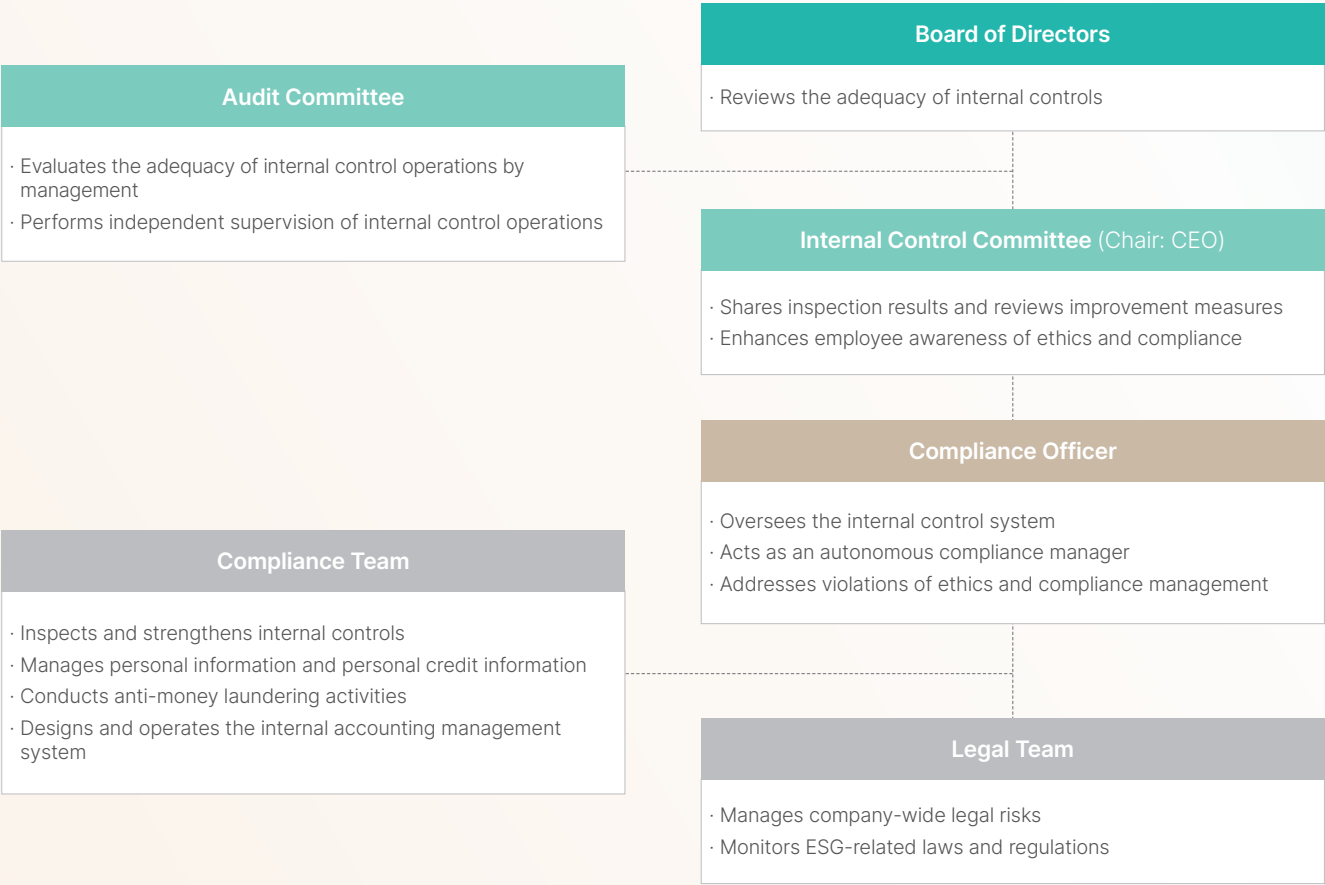 Board of Directors
· Reviews the adequacy of internal controls
Audit Committee
· Evaluates the adequacy of internal control operations by
management
· Performs independent supervision of internal control operations
Internal Control Committee (Chair: CEO)
· Shares inspection results and reviews improvement measures
· Enhances employee awareness of ethics and compliance
Compliance Officer
· Oversees the internal control system
· Acts as an autonomous compliance manager
· Addresses violations of ethics and compliance management
Compliance Team
· Inspects and strengthens internal controls
· Manages personal information and personal credit information
· Conducts anti-money laundering activities
· Designs and operates the internal accounting management
system
Legal Team
· Manages company-wide legal risks
· Monitors ESG-related laws and regulations